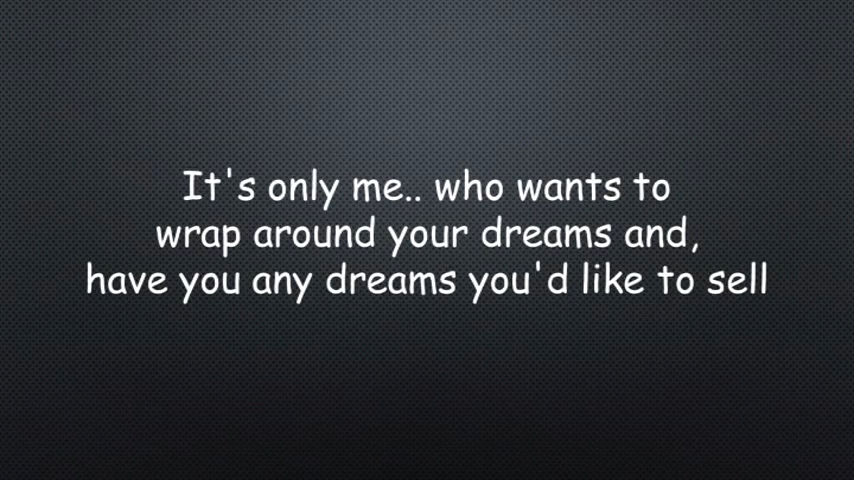 It's only me.. who wants to
wrap around your dreams and,
have you any dreams you'd like to sell